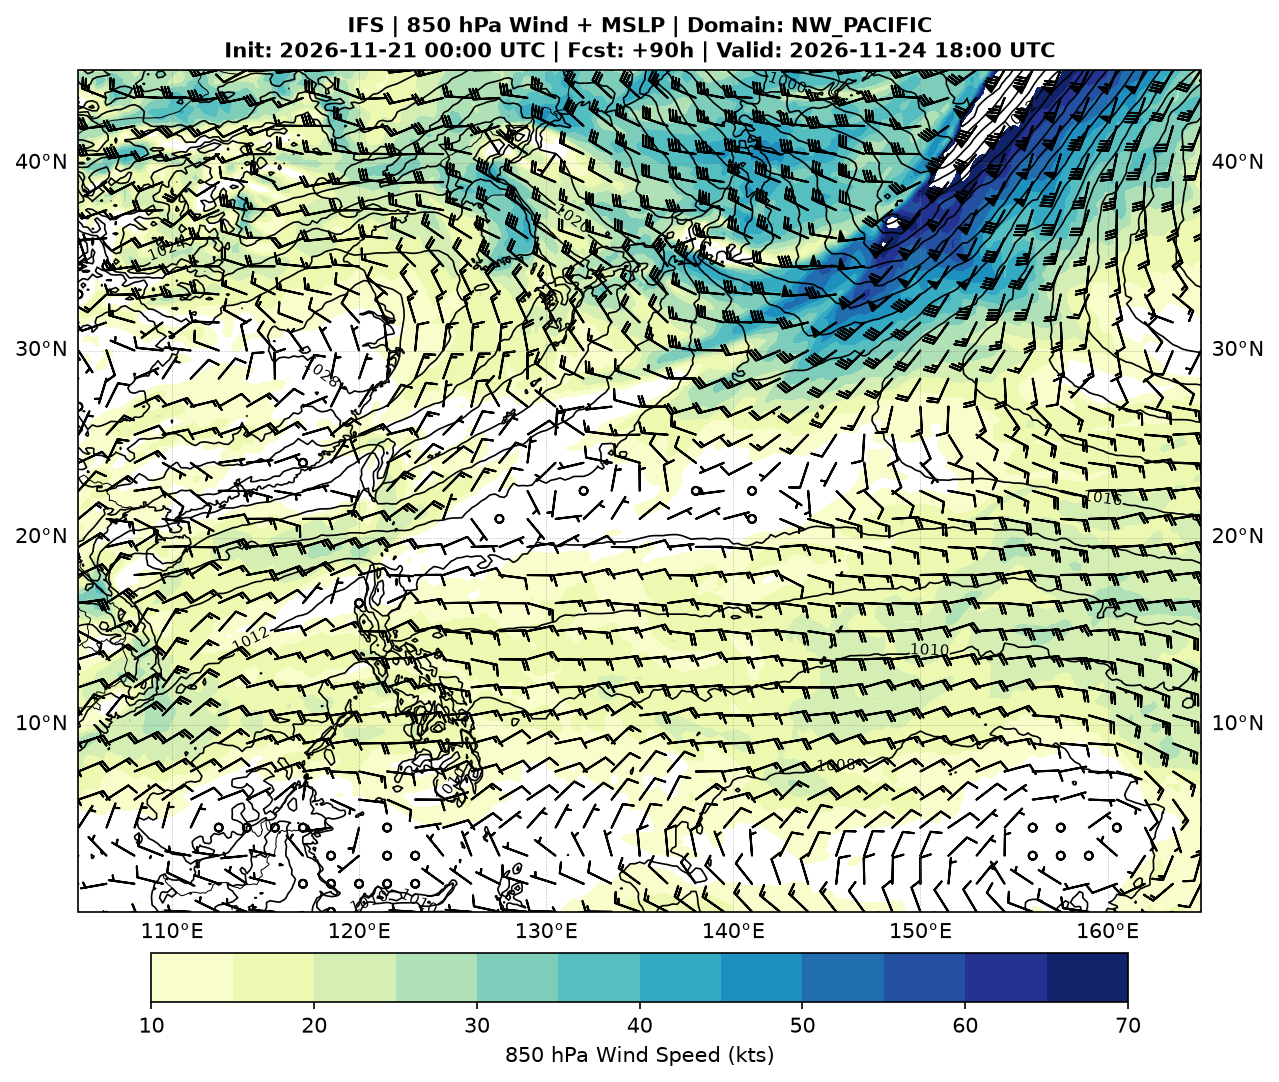 IFS | 850 hPa Wind + MSLP | Domain: NW_PACIFIC
Init: 2026-11-21 00:00 UTC | Fcst: +90h | Valid: 2026-11-24 18:00 UTC
1000
40°N
40°N
1020
30°N
30°N
1028
1016
20°N
20°N
1012
1010
10°N
10°N
1008
110°E
120°E
130°E
140°E
150°E
160°E
10
20
30
40
50
60
70
850 hPa Wind Speed (kts)